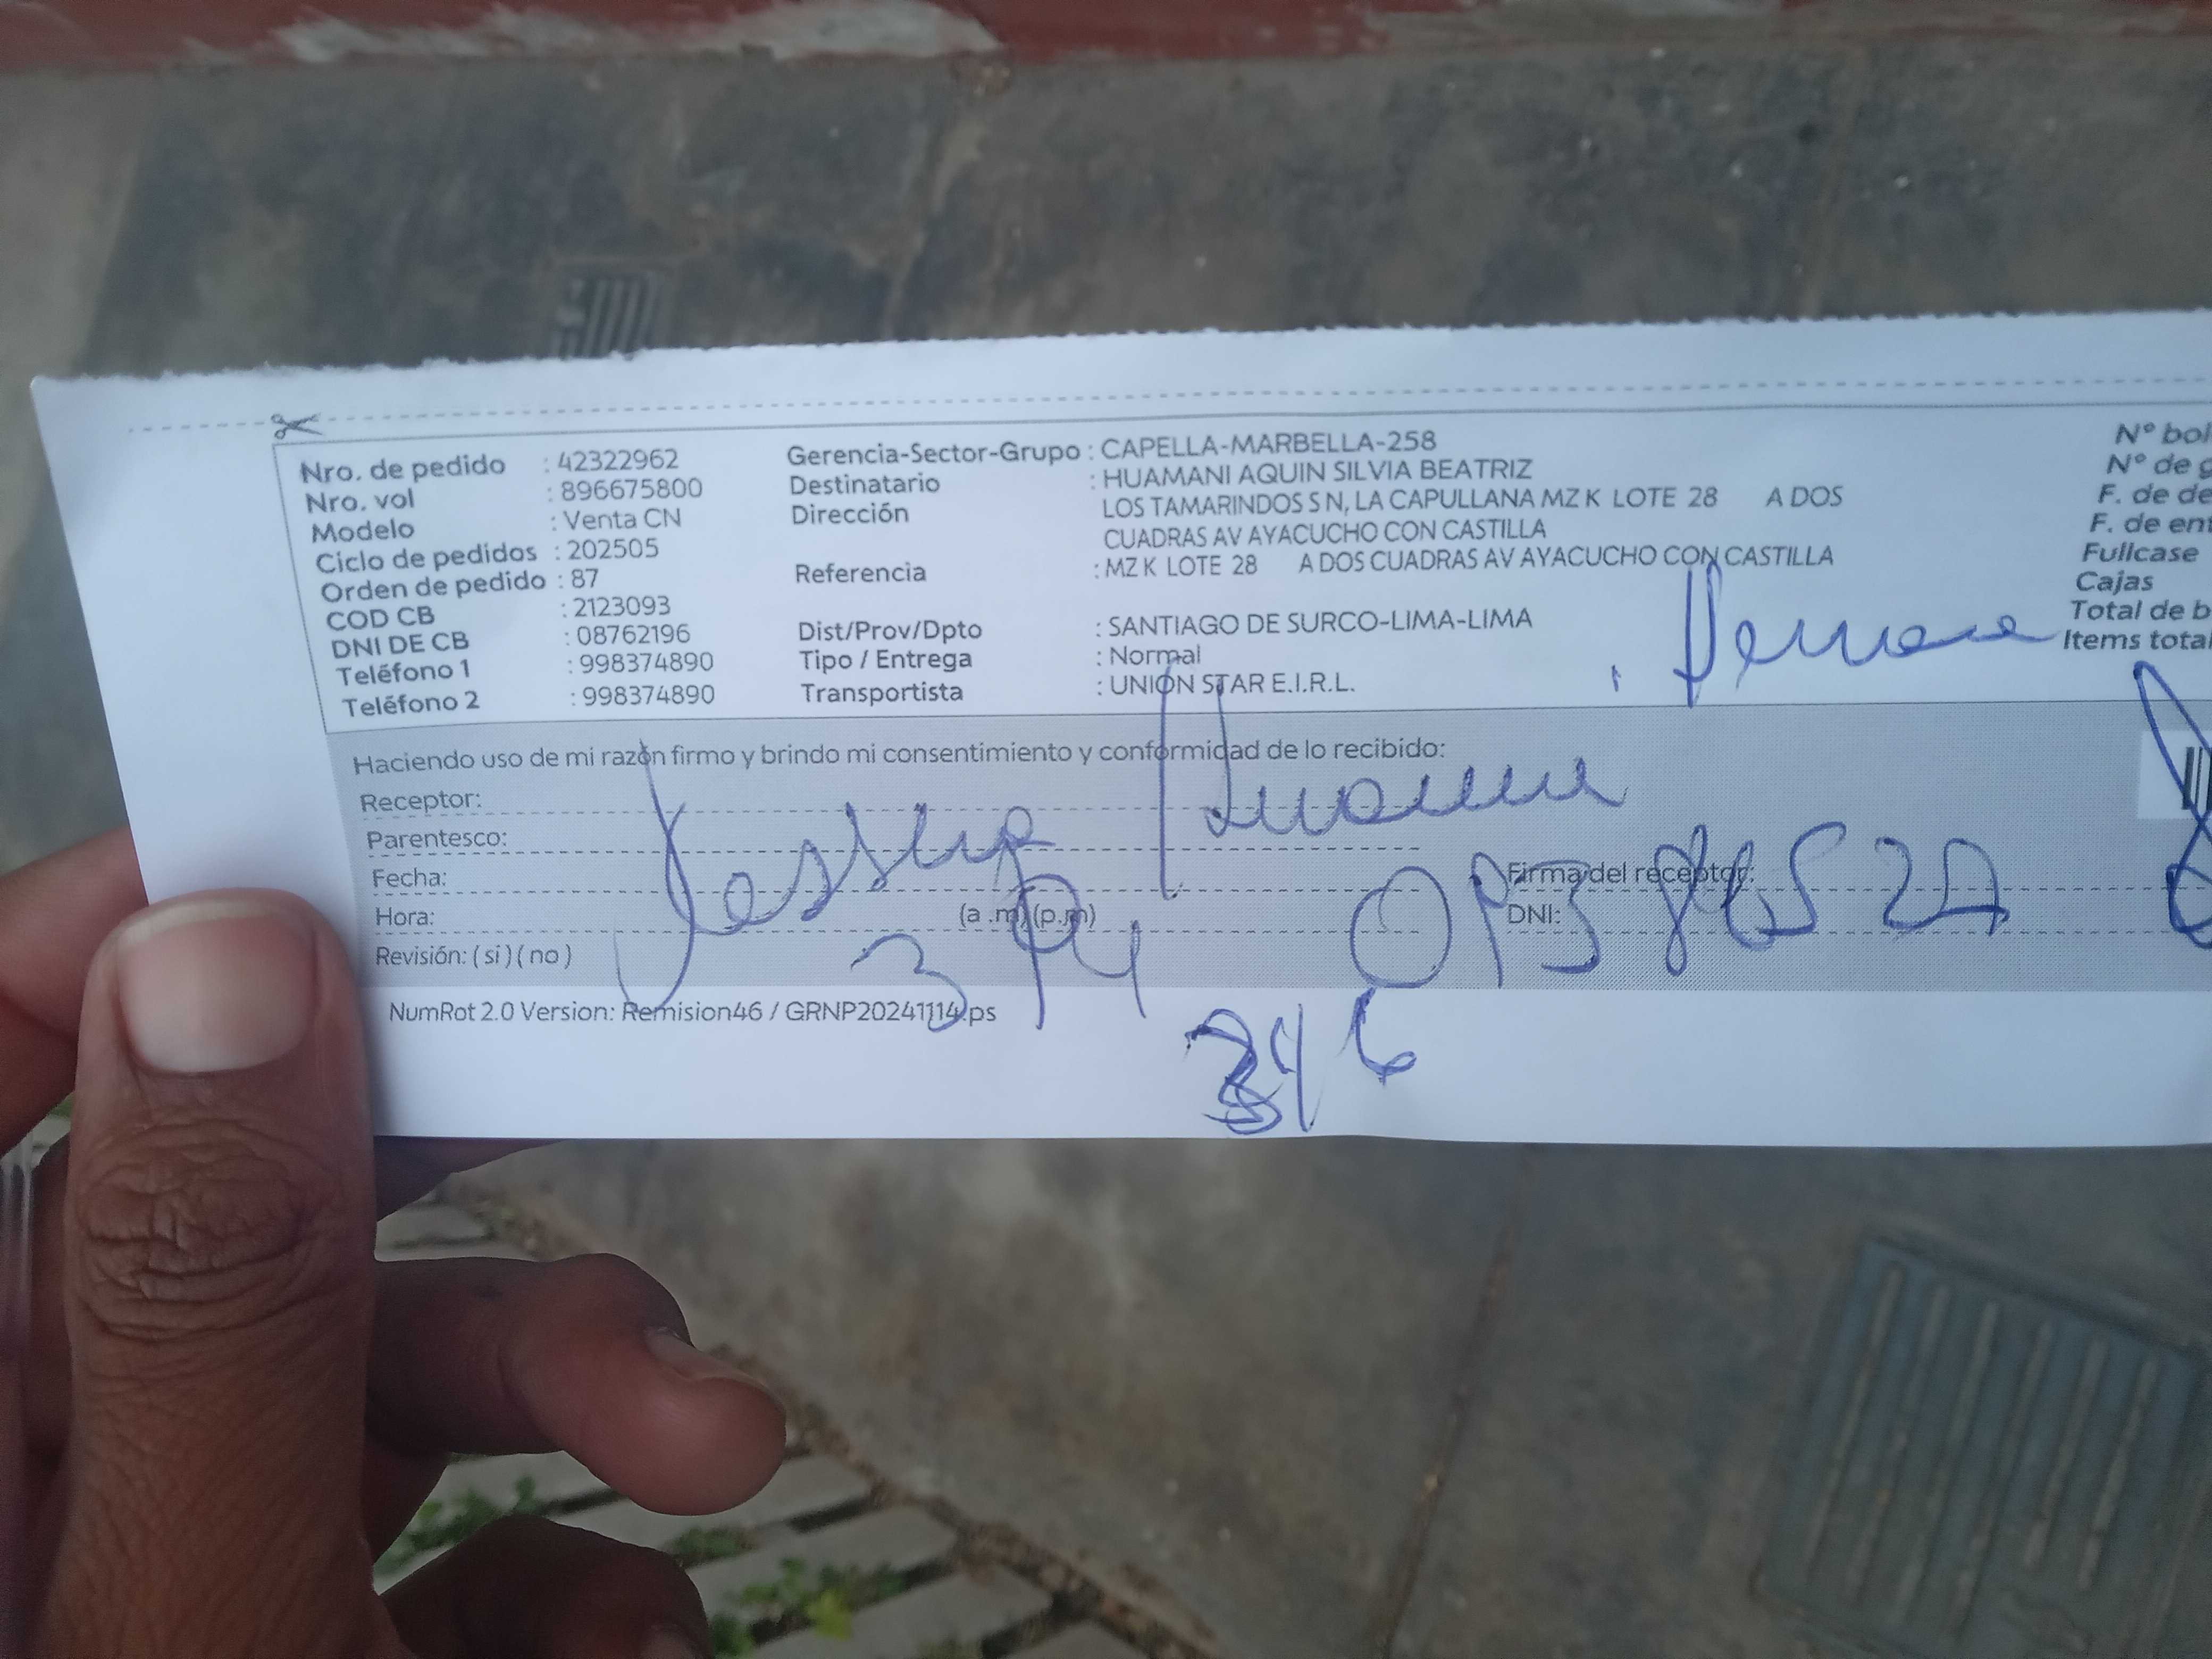 Nro. de pedido : 42322962
Nro. vol : 896675800
Modelo : Venta CN
Ciclo de pedidos : 202505
Orden de pedido : 87
COD CB : 2123093
DNI DE CB : 08762196
Teléfono 1 : 998374890
Teléfono 2 : 998374890
Gerencia-Sector-Grupo : CAPELLA-MARBELLA-258
Destinatario : HUAMANI AQUIN SILVIA BEATRIZ
Dirección LOS TAMARINDOS S N, LA CAPULLANA MZ K LOTE 28 A DOS
CUADRAS AV AYACUCHO CON CASTILLA
Referencia : MZ K LOTE 28 A DOS CUADRAS AV AYACUCHO CON CASTILLA
Dist/Prov/Dpto : SANTIAGO DE SURCO-LIMA-LIMA
Tipo / Entrega : Normal
Transportista : UNION STAR E.I.R.L.
Nº bol
Nº de g
F. de de
F. de ent
Fullcase
Cajas
Total de b
Items total
Haciendo uso de mi razón firmo y brindo mi consentimiento y conformidad de lo recibido:
Receptor:
Parentesco:
Fecha:
Hora: (a .m) (p.m)
Revisión: ( si ) ( no )
Firma del receptor:
DNI:
NumRot 2.0 Version: Remision46 / GRNP20241114.ps